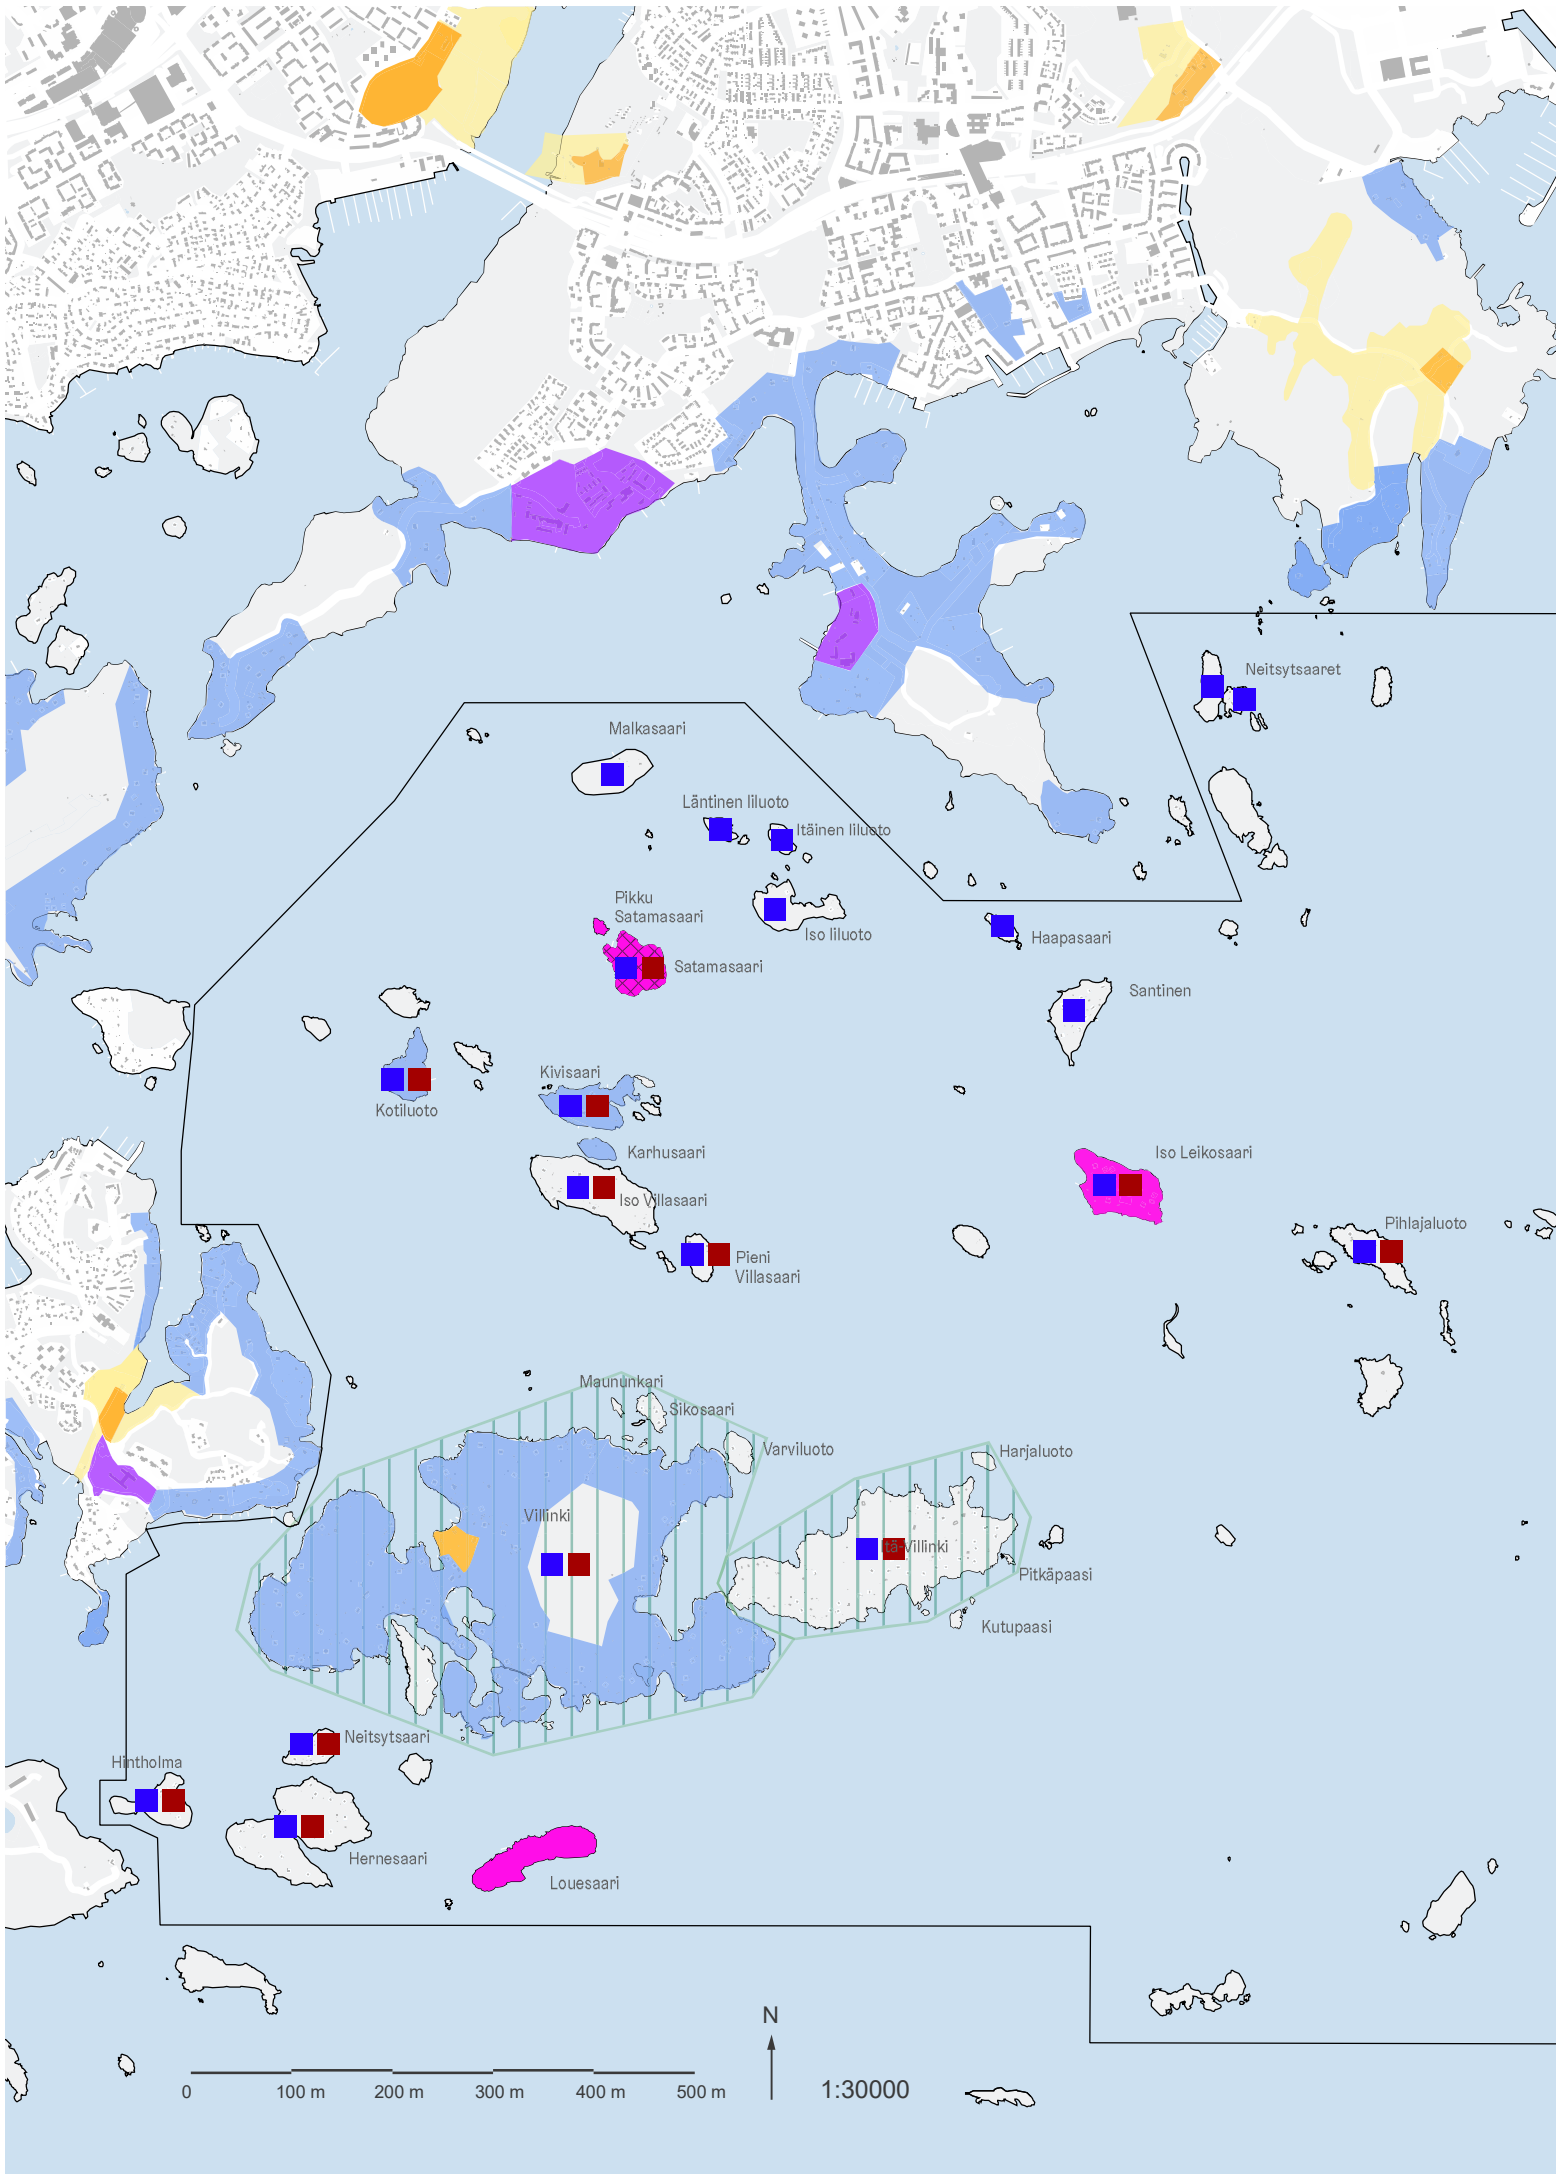 Neitsytsaaret
Malkasaari
Läntinen Iiluoto
Itäinen Iiluoto
Pikku
Satamasaari
Iso Iiluoto
Haapasaari
Satamasaari
Santinen
Kivisaari
Kotiluoto
Karhusaari
Iso Leikosaari
Iso Villasaari
Pihlajaluoto
Pieni
Villasaari
Maununkari
Sikosaari
Varviluoto
Harjaluoto
Villinki
Itä-Villinki
Pitkäpaasi
Kutupaasi
Neitsytsaari
Hintholma
Hernesaari
Louesaari
N
0 100 m 200 m 300 m 400 m 500 m
1:30000